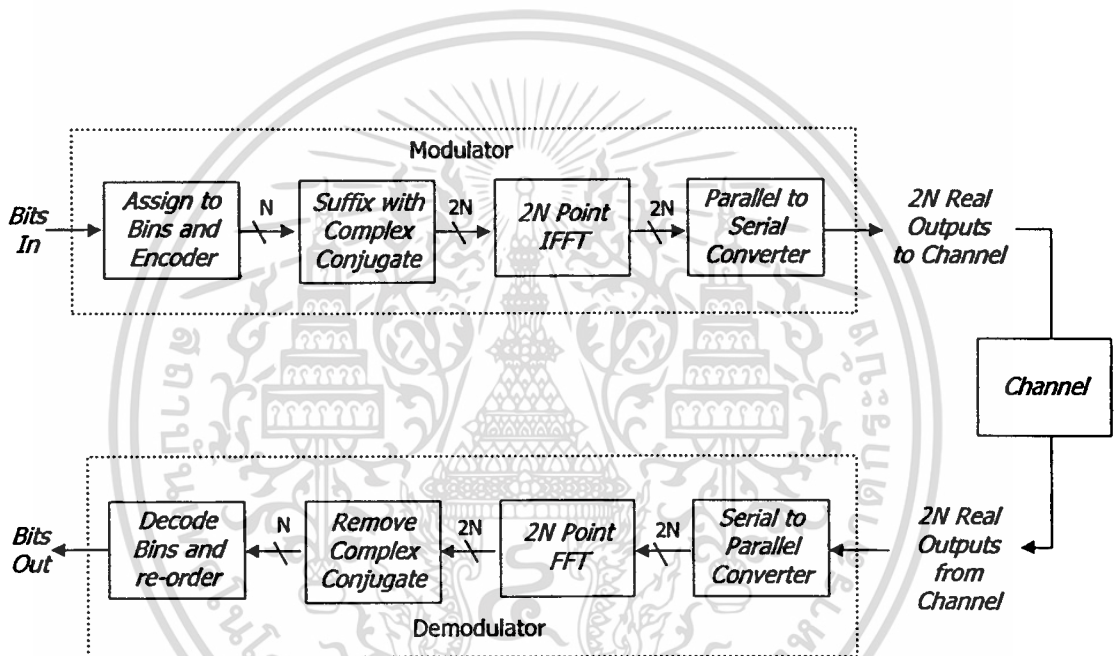 Modulator
Bits
In
Assign to
Bins and
Encoder
N
Suffix with
Complex
Conjugate
2N
2N Point
IFFT
2N
Parallel to
Serial
Converter
2N Real
Outputs
to Channel
Channel
2N Real
Outputs
from
Channel
Serial to
Parallel
Converter
2N
2N Point
FFT
2N
Remove
Complex
Conjugate
N
Decode
Bins and
re-order
Bits
Out
Demodulator